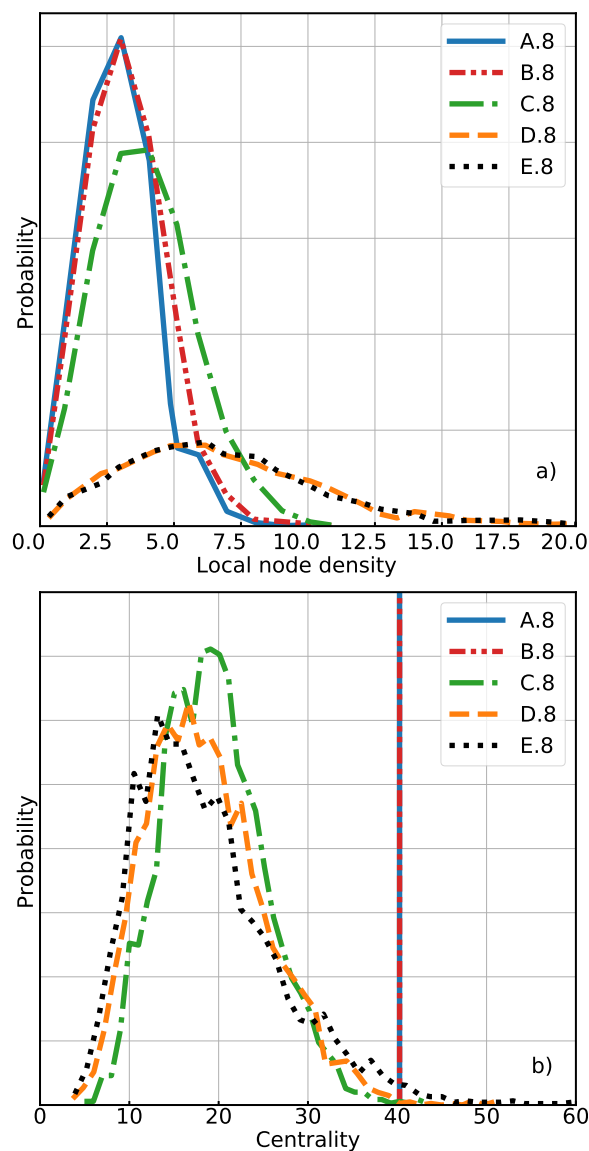 A.8
B.8
C.8
D.8
E.8
Probability
a)
0.0 2.5 5.0 7.5 10.0 12.5 15.0 17.5 20.0
Local node density
A.8
B.8
C.8
D.8
E.8
Probability
b)
0 10 20 30 40 50 60
Centrality